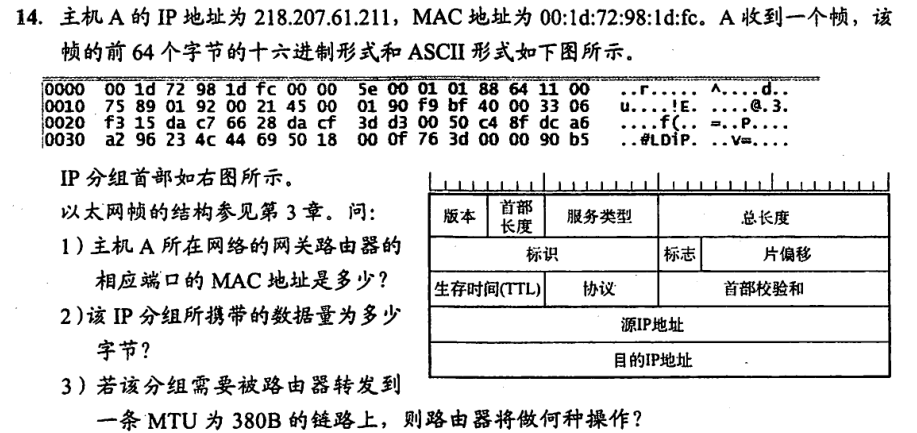 14. 主机 A 的 IP 地址为 218.207.61.211，MAC 地址为 00:1d:72:98:1d:fc。A 收到一个帧，该
帧的前 64 个字节的十六进制形式和 ASCII 形式如下图所示。
0000 00 1d 72 98 1d fc 00 00 5e 00 01 01 88 64 11 00 ..r..... ^....d..
0010 75 89 01 92 00 21 45 00 01 90 f9 bf 40 00 33 06 u....!E. ....@.3.
0020 f3 15 da c7 66 28 da cf 3d d3 00 50 c4 8f dc a6 ....f(.. =..P....
0030 a2 96 23 4c 44 69 50 18 00 0f 76 3d 00 00 90 b5 ..#LDiP. ..v=....
IP 分组首部如右图所示。
以太网帧的结构参见第 3 章。问：
1）主机 A 所在网络的网关路由器的
相应端口的 MAC 地址是多少？
2）该 IP 分组所携带的数据量为多少
字节？
3）若该分组需要被路由器转发到
一条 MTU 为 380B 的链路上，则路由器将做何种操作？
版本 首部长度 服务类型 总长度
标识 标志 片偏移
生存时间(TTL) 协议 首部校验和
源IP地址
目的IP地址